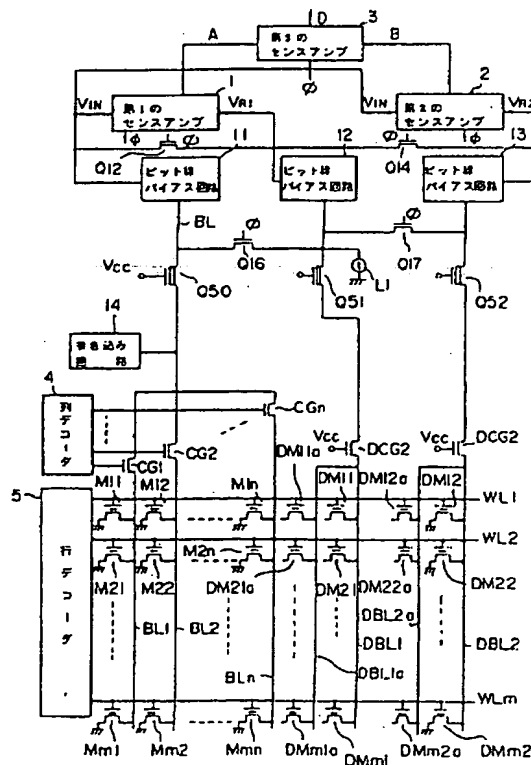 D
3
A
第3の
センスアンプ
B
φ
1
2
VIN
第1の
センスアンプ
VR1
VIN
第2の
センスアンプ
VR2
φ
φ
11
12
φ
φ
13
Q12
Q14
ビット線
バイアス回路
ビット線
バイアス回路
ビット線
バイアス回路
BL
φ
φ
Q16
Q17
VCC
L1
Q50
Q51
Q52
14
書き込み
回路
4
列デコーダ
CGn
VCC
DCG2
VCC
DCG2
CG2
CG1
DM11a
5
行デコーダ
M11
M12
M1n
DM11
DM12a
DM12
WL1
WL2
M2n
M21
M22
DM21a
DM21
DM22a
DM22
DBL2a
BL1
BL2
DBL1
DBL2
BLn
DBL1a
WLm
Mm1
Mm2
Mmn
DMm1a
DMm1
DMm2a
DMm2